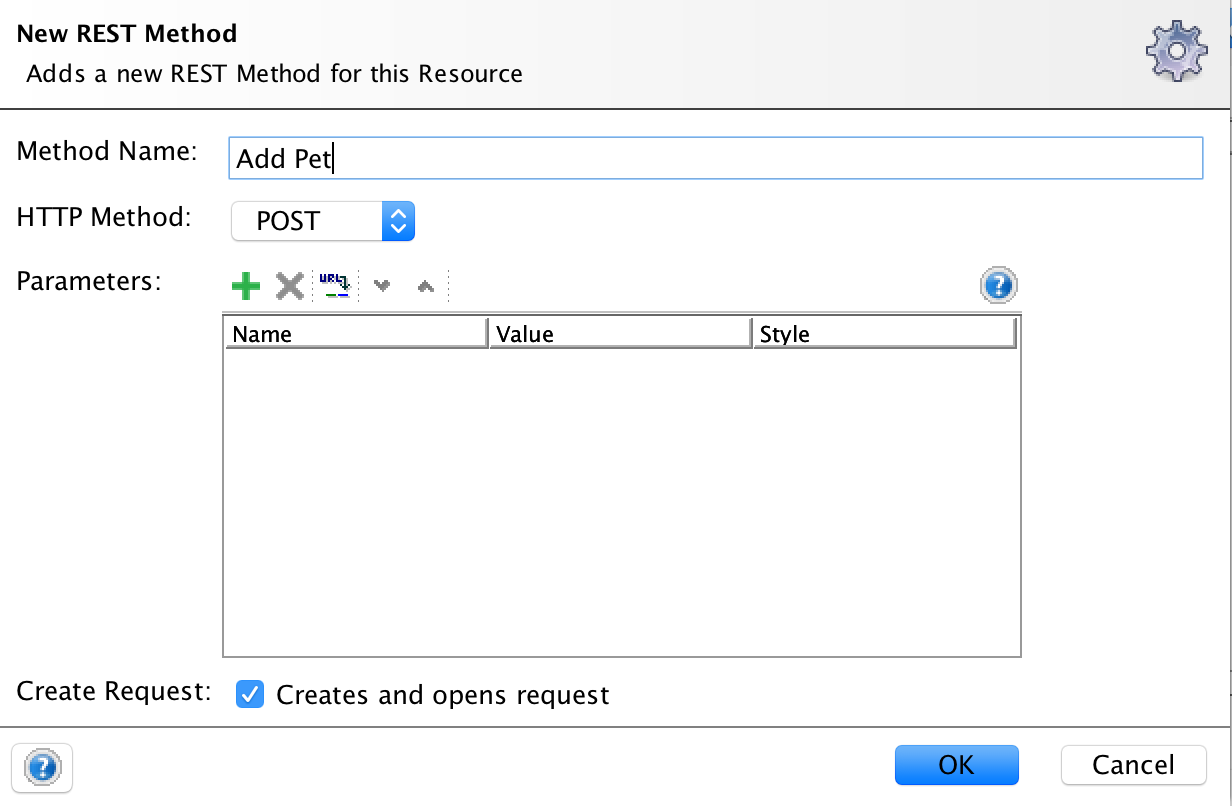 New REST Method
Adds a new REST Method for this Resource
Method Name:
Add Pet
HTTP Method:
POST
Parameters:
URL
Name Value Style
Create Request:
Creates and opens request
OK Cancel